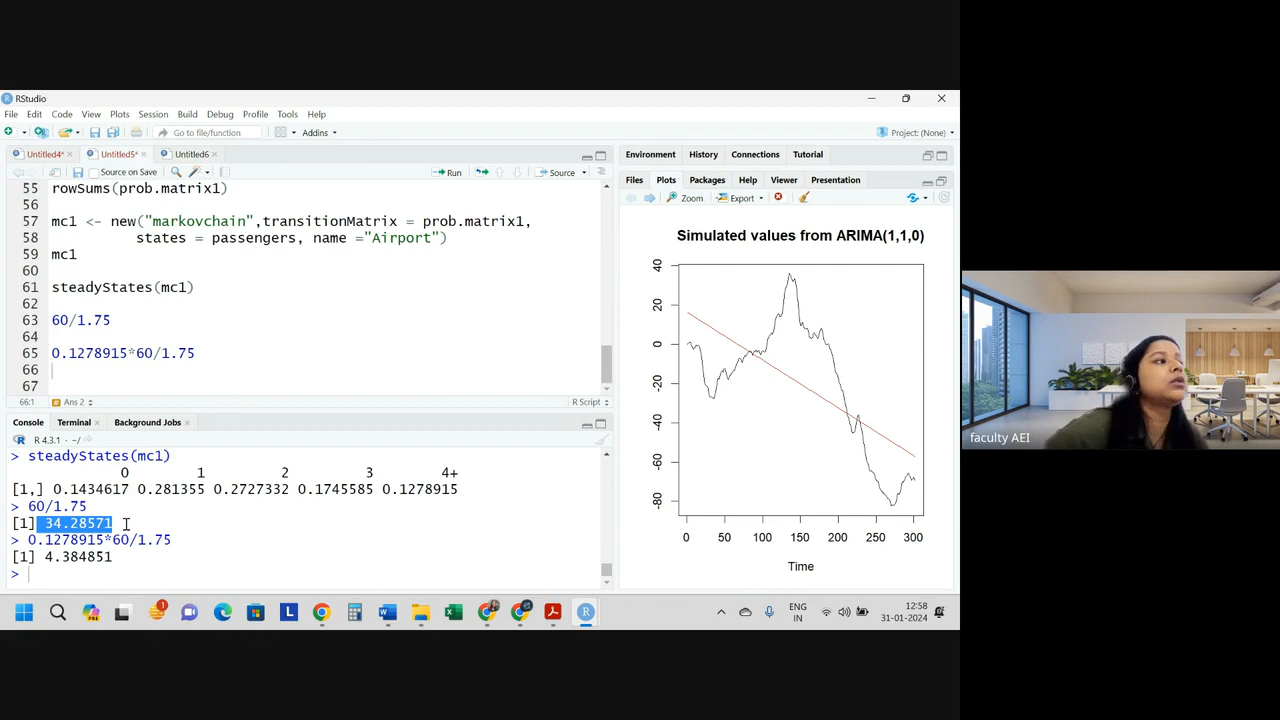 RStudio
File Edit Code View Plots Session Build Debug Profile Tools Help
Go to file/function
Addins
Project: (None)
Untitled4*
Untitled5*
Untitled6
Source on Save
Run
Source
55 rowSums(prob.matrix1)
56
57 mc1 <- new("markovchain",transitionMatrix = prob.matrix1,
58 states = passengers, name ="Airport")
59 mc1
60
61 steadyStates(mc1)
62
63 60/1.75
64
65 0.1278915*60/1.75
66
67
66:1 # Ans 2 R Script
Console Terminal Background Jobs
R 4.3.1 · ~/
> steadyStates(mc1)
0 1 2 3 4+
[1,] 0.1434617 0.281355 0.2727332 0.1745585 0.1278915
> 60/1.75
[1] 34.28571
> 0.1278915*60/1.75
[1] 4.384851
>
Environment History Connections Tutorial
Files Plots Packages Help Viewer Presentation
Zoom Export
Simulated values from ARIMA(1,1,0)
40
20
0
-20
-40
-60
-80
0 50 100 150 200 250 300
Time
faculty AEI
ENG
IN
12:58
31-01-2024